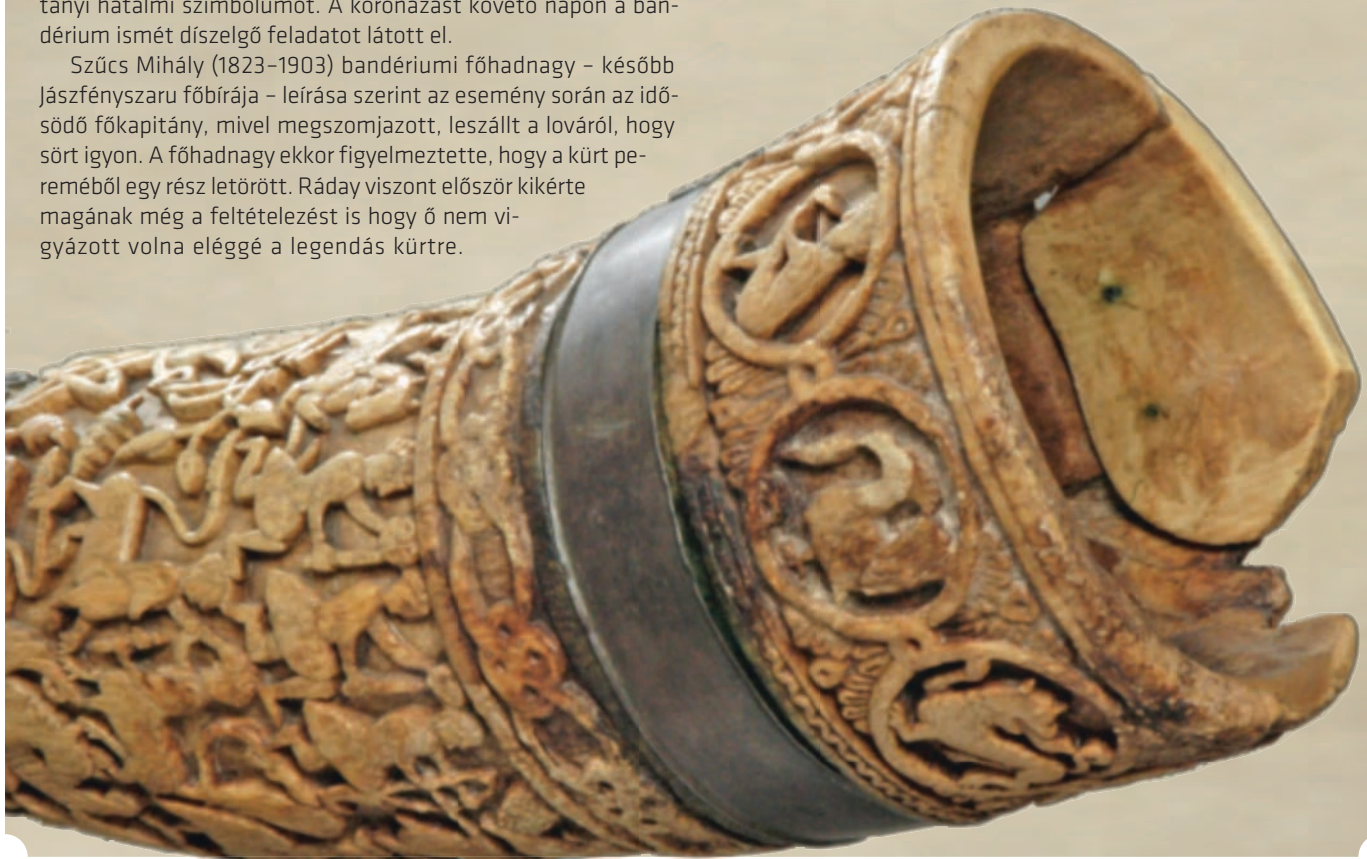 tányi hatalmi szimbólumot. A koronázást követő napon a ban-
dérium ismét díszelgő feladatot látott el.
Szűcs Mihály (1823–1903) bandériumi főhadnagy – később
Jászfényszaru főbírája – leírása szerint az esemény során az idő-
södő főkapitány, mivel megszomjazott, leszállt a lováról, hogy
sört igyon. A főhadnagy ekkor figyelmeztette, hogy a kürt pe-
reméből egy rész letörött. Ráday viszont először kikérte
magának még a feltételezést is hogy ő nem vi-
gyázott volna eléggé a legendás kürtre.